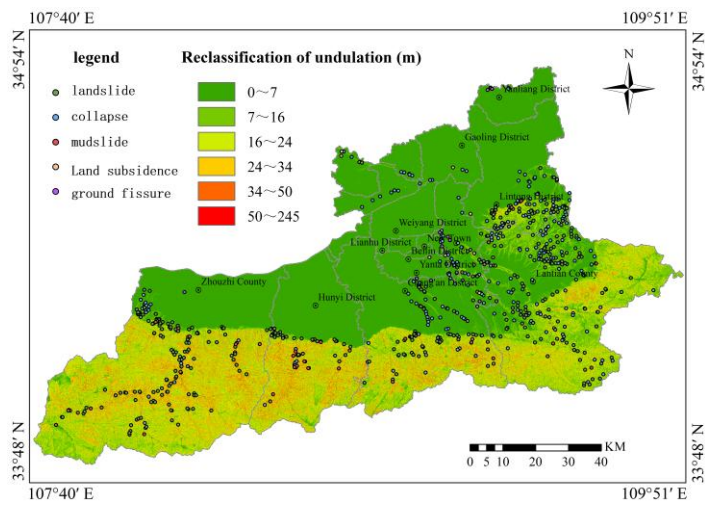 107°40′ E
109°51′ E
34°54′ N
34°54′ N
legend
Reclassification of undulation (m)
N
landslide
collapse
mudslide
Land subsidence
ground fissure
0～7
7～16
16～24
24～34
34～50
50～245
Yanliang District
Gaoling District
Lintong District
Weiyang District
New Town
Lianhu District
Beilin District
Yanta District
Lantian County
Chang'an District
Zhouzhi County
Hunyi District
KM
0 5 10 20 30 40
33°48′ N
33°48′ N
107°40′ E
109°51′ E